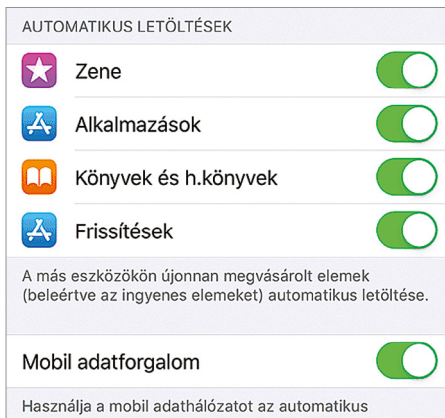 AUTOMATIKUS LETÖLTÉSEK
Zene
Alkalmazások
Könyvek és h.könyvek
Frissítések
A más eszközökön újonnan megvásárolt elemek
(beleértve az ingyenes elemeket) automatikus letöltése.
Mobil adatforgalom
Használja a mobil adathálózatot az automatikus